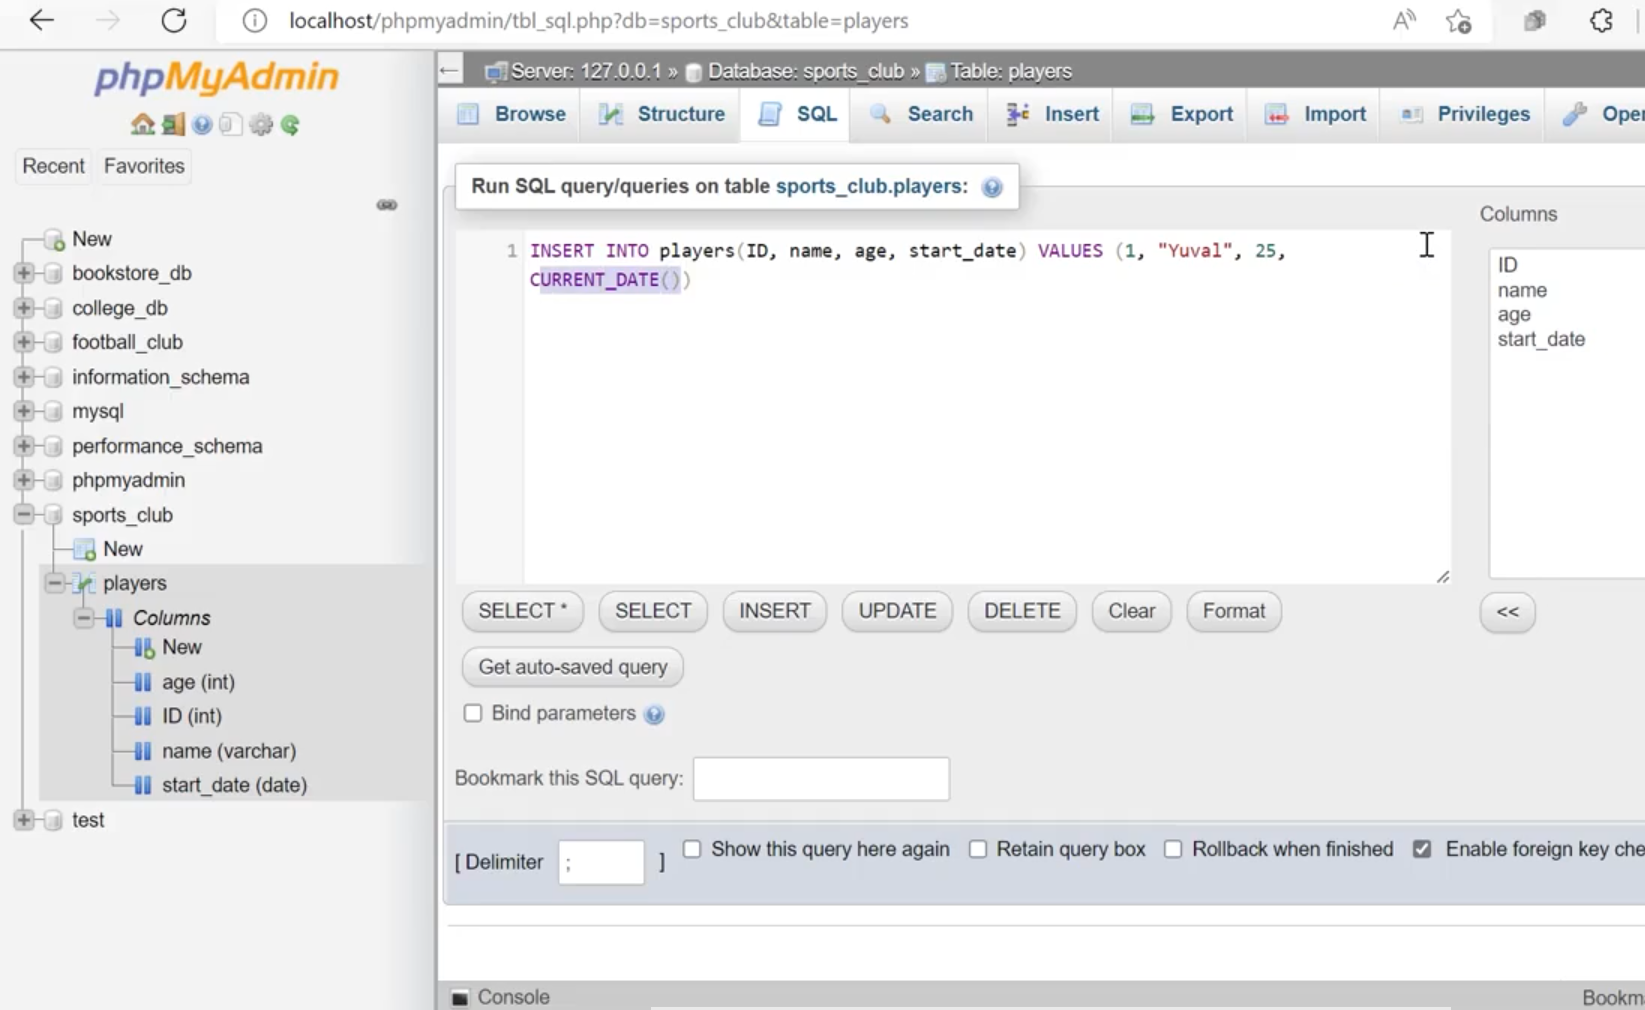 localhost/phpmyadmin/tbl_sql.php?db=sports_club&table=players
phpMyAdmin
Recent Favorites
New
bookstore_db
college_db
football_club
information_schema
mysql
performance_schema
phpmyadmin
sports_club
New
players
Columns
New
age (int)
ID (int)
name (varchar)
start_date (date)
test
Server: 127.0.0.1 » Database: sports_club » Table: players
Browse Structure SQL Search Insert Export Import Privileges Oper
Run SQL query/queries on table sports_club.players:
1 INSERT INTO players(ID, name, age, start_date) VALUES (1, "Yuval", 25,
CURRENT_DATE())
Columns
ID
name
age
start_date
SELECT * SELECT INSERT UPDATE DELETE Clear Format <<
Get auto-saved query
Bind parameters
Bookmark this SQL query:
[ Delimiter ; ] Show this query here again Retain query box Rollback when finished Enable foreign key che
Console Bookm